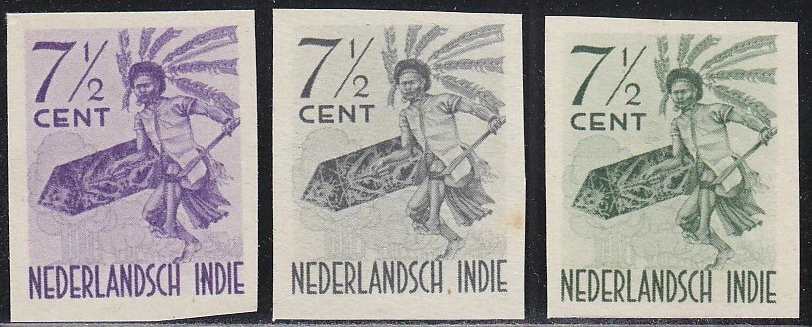 7 1/2
CENT
NEDERLANDSCH INDIE
7 1/2
CENT
NEDERLANDSCH INDIE
7 1/2
CENT
NEDERLANDSCH INDIE